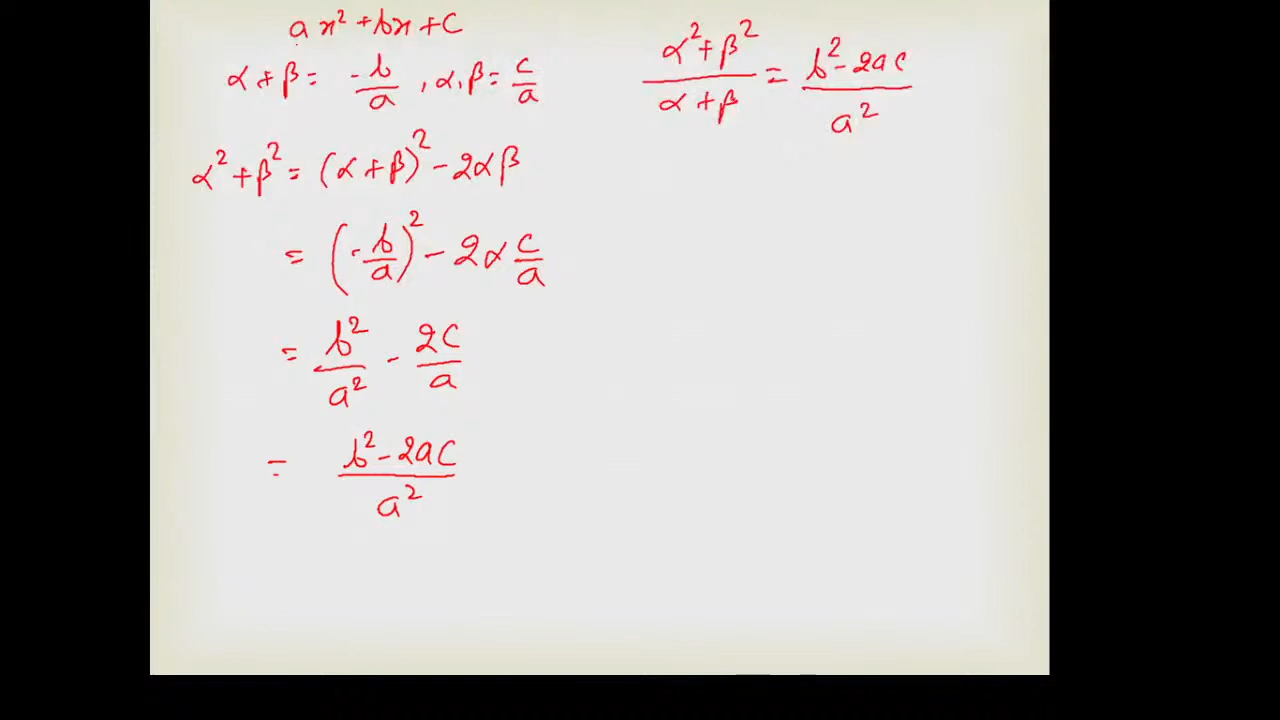 ax² + bx + c
α + β = -b/a , α.β = c/a
α² + β² = (α + β)² - 2αβ
= (-b/a)² - 2α c/a
= b²/a² - 2c/a
= b² - 2ac / a²
α² + β² / α + β = b² - 2ac / a²